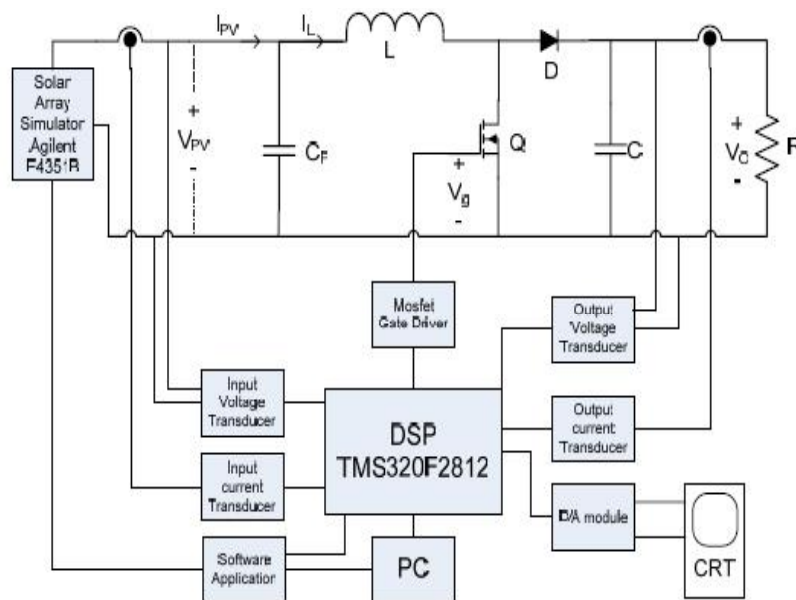 I_PV
I_L
L
D
Solar
Array
Simulator
Agilent
E4351B
+
V_PV
-
C_F
Q
+
V_g
-
C
+
V_O
-
R
Mosfet
Gate Driver
Output
Voltage
Transducer
Input
Voltage
Transducer
DSP
TMS320F2812
Output
current
Transducer
Input
current
Transducer
D/A module
Software
Application
PC
CRT